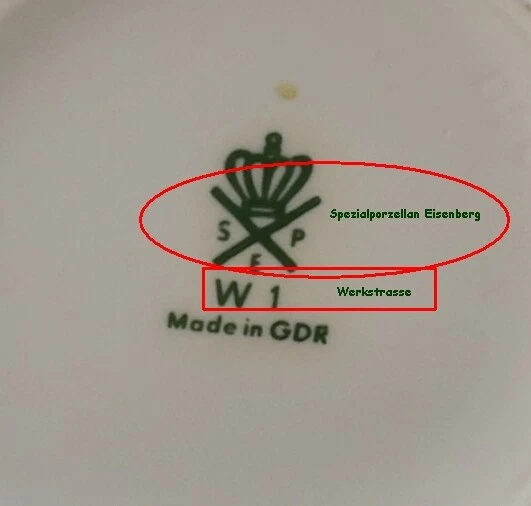 S P Spezialporzellan Eisenberg
E
W 1 Werkstrasse
Made in GDR